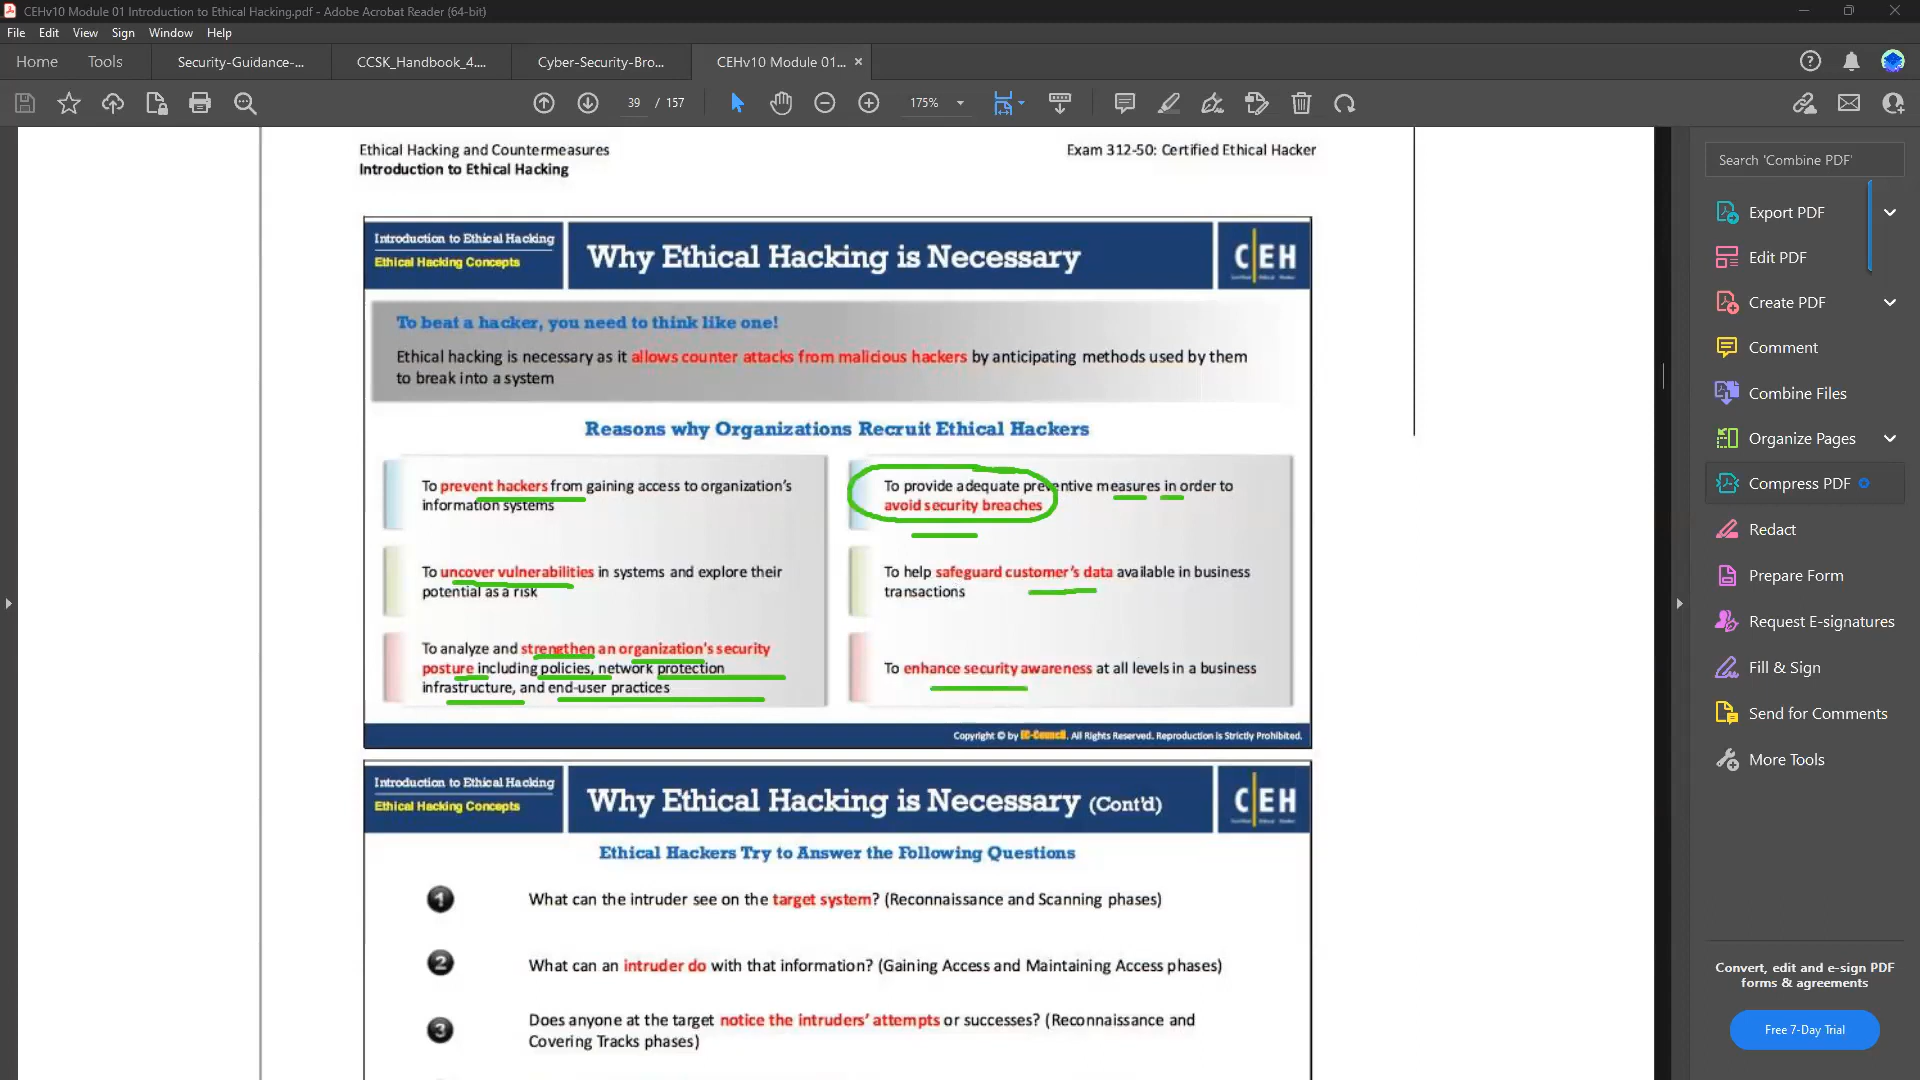 CEHv10 Module 01 Introduction to Ethical Hacking.pdf - Adobe Acrobat Reader (64-bit)
File Edit View Sign Window Help
Home Tools Security-Guidance-... CCSK_Handbook_4.... Cyber-Security-Bro... CEHv10 Module 01...
39 / 157 175%
Ethical Hacking and Countermeasures
Introduction to Ethical Hacking
Exam 312-50: Certified Ethical Hacker
Introduction to Ethical Hacking
Ethical Hacking Concepts
Why Ethical Hacking is Necessary
CEH
To beat a hacker, you need to think like one!
Ethical hacking is necessary as it allows counter attacks from malicious hackers by anticipating methods used by them
to break into a system
Reasons why Organizations Recruit Ethical Hackers
To prevent hackers from gaining access to organization's
information systems
To uncover vulnerabilities in systems and explore their
potential as a risk
To analyze and strengthen an organization's security
posture including policies, network protection
infrastructure, and end-user practices
To provide adequate preventive measures in order to
avoid security breaches
To help safeguard customer's data available in business
transactions
To enhance security awareness at all levels in a business
Copyright © by EC-Council. All Rights Reserved. Reproduction is Strictly Prohibited.
Introduction to Ethical Hacking
Ethical Hacking Concepts
Why Ethical Hacking is Necessary (Cont'd)
CEH
Ethical Hackers Try to Answer the Following Questions
1 What can the intruder see on the target system? (Reconnaissance and Scanning phases)
2 What can an intruder do with that information? (Gaining Access and Maintaining Access phases)
3 Does anyone at the target notice the intruders' attempts or successes? (Reconnaissance and
Covering Tracks phases)
Search 'Combine PDF'
Export PDF
Edit PDF
Create PDF
Comment
Combine Files
Organize Pages
Compress PDF
Redact
Prepare Form
Request E-signatures
Fill & Sign
Send for Comments
More Tools
Convert, edit and e-sign PDF
forms & agreements
Free 7-Day Trial